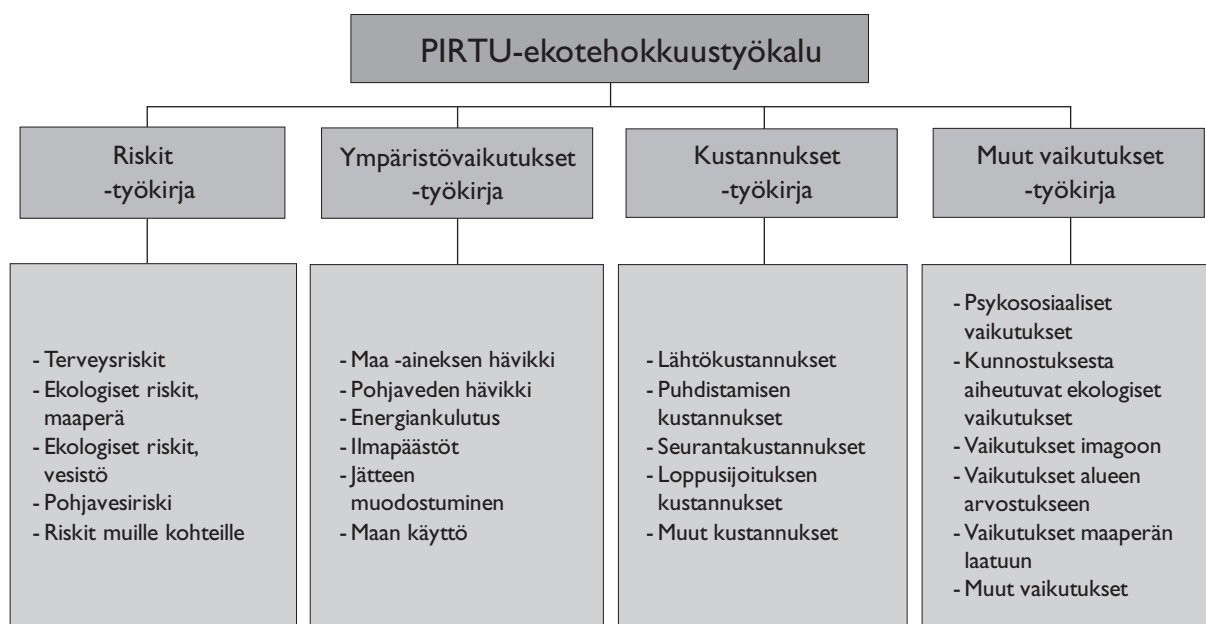 PIRTU-ekotehokkuustyökalu
Riskit
-työkirja
Ympäristövaikutukset
-työkirja
Kustannukset
-työkirja
Muut vaikutukset
-työkirja
- Terveysriskit
- Ekologiset riskit,
maaperä
- Ekologiset riskit,
vesistö
- Pohjavesiriski
- Riskit muille kohteille
- Maa -aineksen hävikki
- Pohjaveden hävikki
- Energiankulutus
- Ilmapäästöt
- Jätteen
muodostuminen
- Maan käyttö
- Lähtökustannukset
- Puhdistamisen
kustannukset
- Seurantakustannukset
- Loppusijoituksen
kustannukset
- Muut kustannukset
- Psykososiaaliset
vaikutukset
- Kunnostuksesta
aiheutuvat ekologiset
vaikutukset
- Vaikutukset imagoon
- Vaikutukset alueen
arvostukseen
- Vaikutukset maaperän
laatuun
- Muut vaikutukset